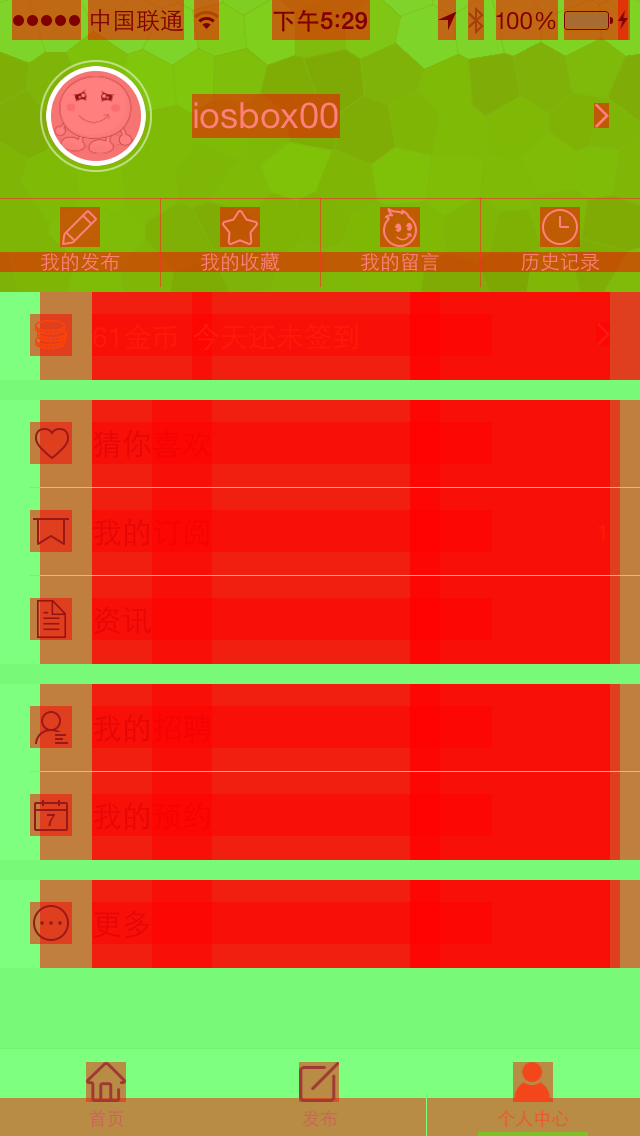 中国联通 下午5:29 100%
iosbox00
我的发布 我的收藏 我的留言 历史记录
61金币 今天还未签到
猜你喜欢
我的订阅 1
资讯
我的招聘
7 我的预约
更多
首页 发布 个人中心